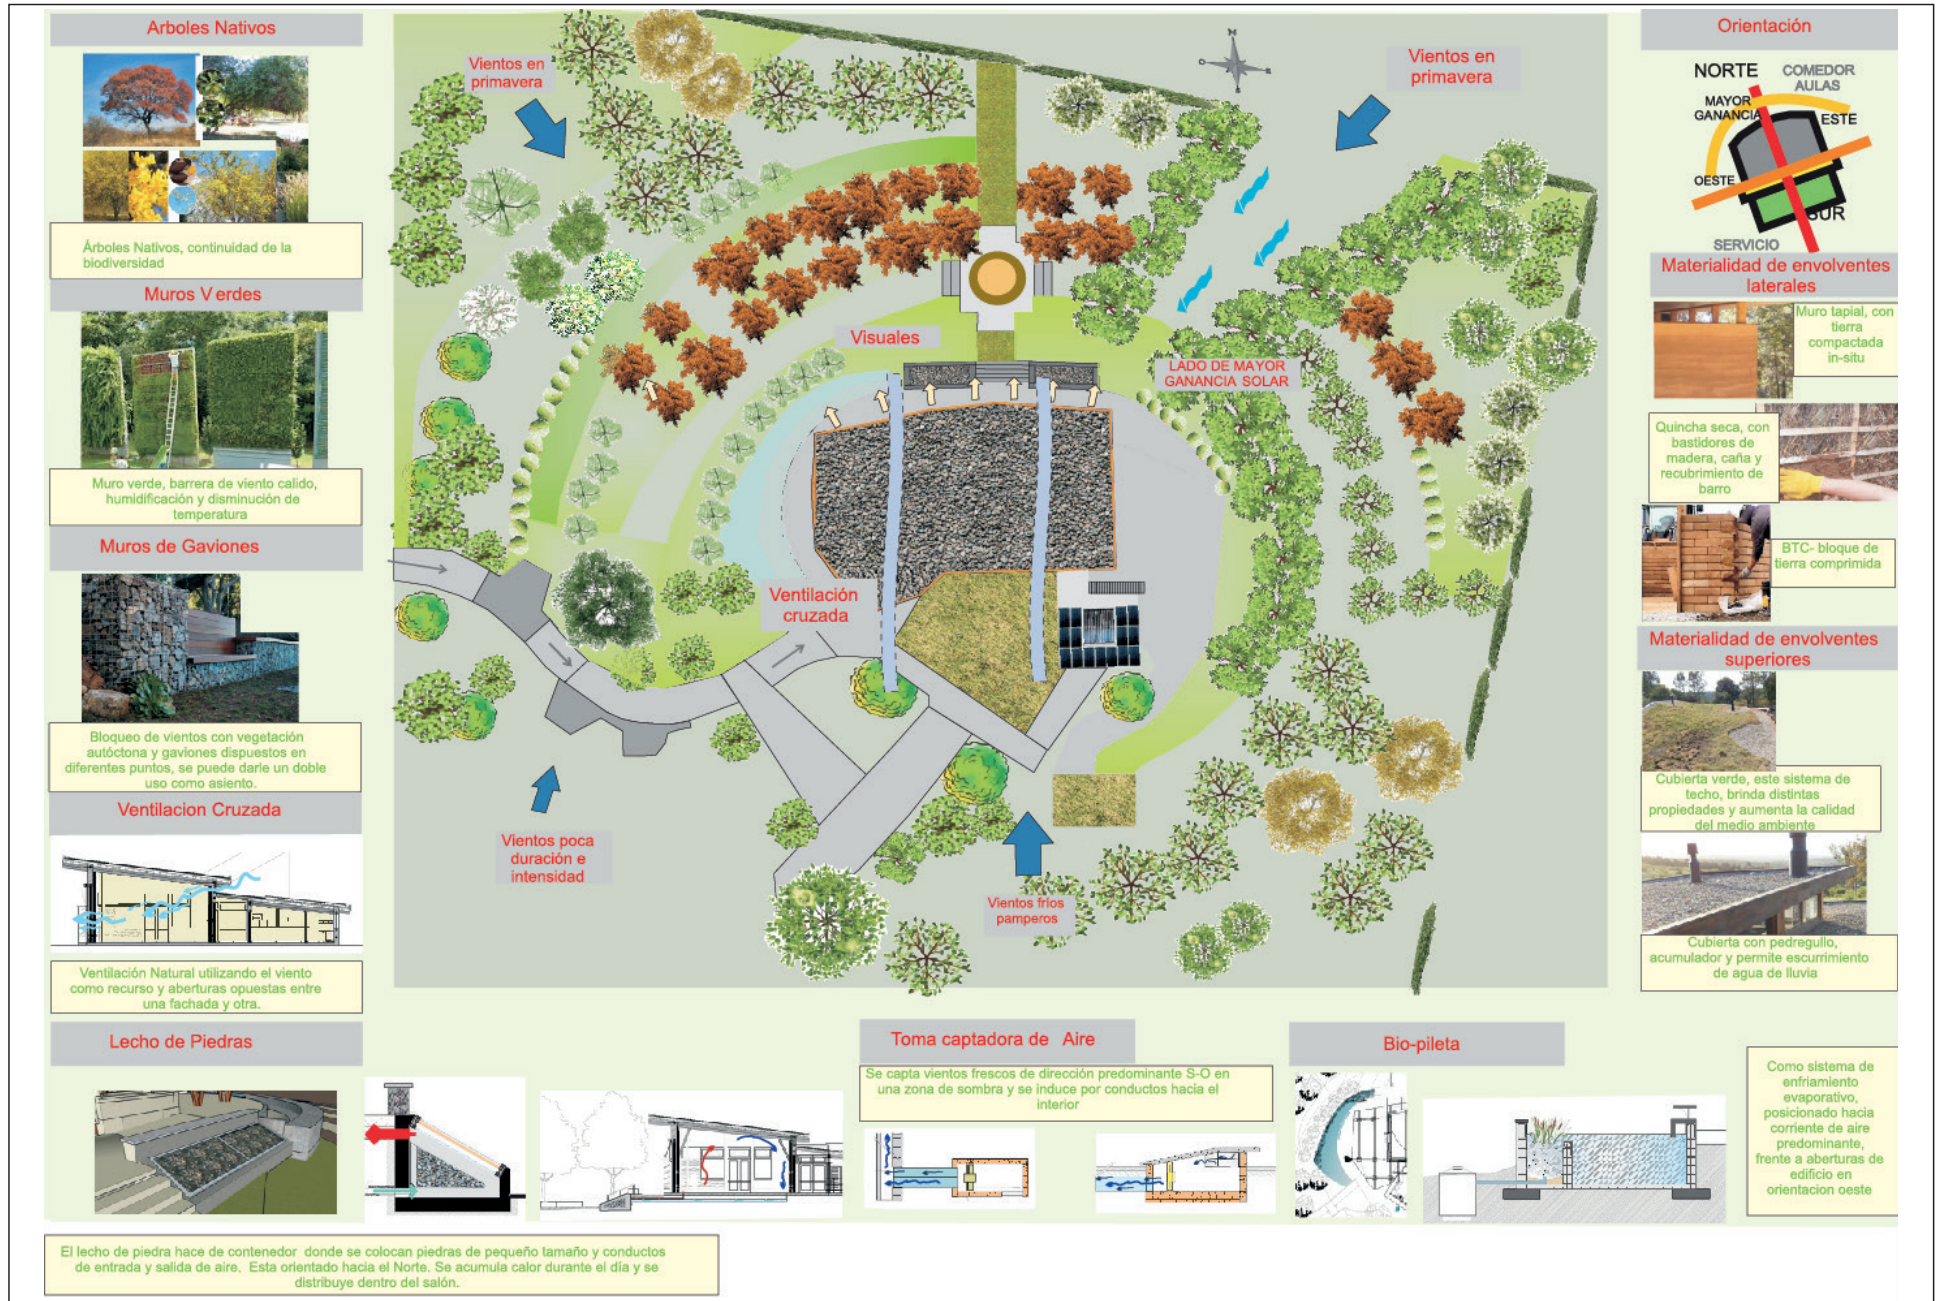 Arboles Nativos
Árboles Nativos, continuidad de la
biodiversidad
Muros V erdes
Muro verde, barrera de viento calido,
humidificación y disminución de
temperatura
Muros de Gaviones
Bloqueo de vientos con vegetación
autóctona y gaviones dispuestos en
diferentes puntos, se puede darle un doble
uso como asiento.
Ventilacion Cruzada
Ventilación Natural utilizando el viento
como recurso y aberturas opuestas entre
una fachada y otra.
Vientos en
primavera
Vientos en
primavera
O
Visuales
LADO DE MAYOR
GANANCIA SOLAR
Ventilación
cruzada
Vientos poca
duración e
intensidad
Vientos fríos
pamperos
Orientación
NORTE
COMEDOR
AULAS
MAYOR
GANANCIA
ESTE
OESTE
SUR
SERVICIO
Materialidad de envolventes
laterales
Muro tapial, con
tierra
compactada
in-situ
Quincha seca, con
bastidores de
madera, caña y
recubrimiento de
barro
BTC- bloque de
tierra comprimida
Materialidad de envolventes
superiores
Cubierta verde, este sistema de
techo, brinda distintas
propiedades y aumenta la calidad
del medio ambiente
Cubierta con pedregullo,
acumulador y permite escurrimiento
de agua de lluvia
Lecho de Piedras
El lecho de piedra hace de contenedor donde se colocan piedras de pequeño tamaño y conductos
de entrada y salida de aire. Esta orientado hacia el Norte. Se acumula calor durante el día y se
distribuye dentro del salón.
Toma captadora de Aire
Se capta vientos frescos de dirección predominante S-O en
una zona de sombra y se induce por conductos hacia el
interior
Bio-pileta
Como sistema de
enfriamiento
evaporativo,
posicionado hacia
corriente de aire
predominante,
frente a aberturas de
edificio en
orientacion oeste